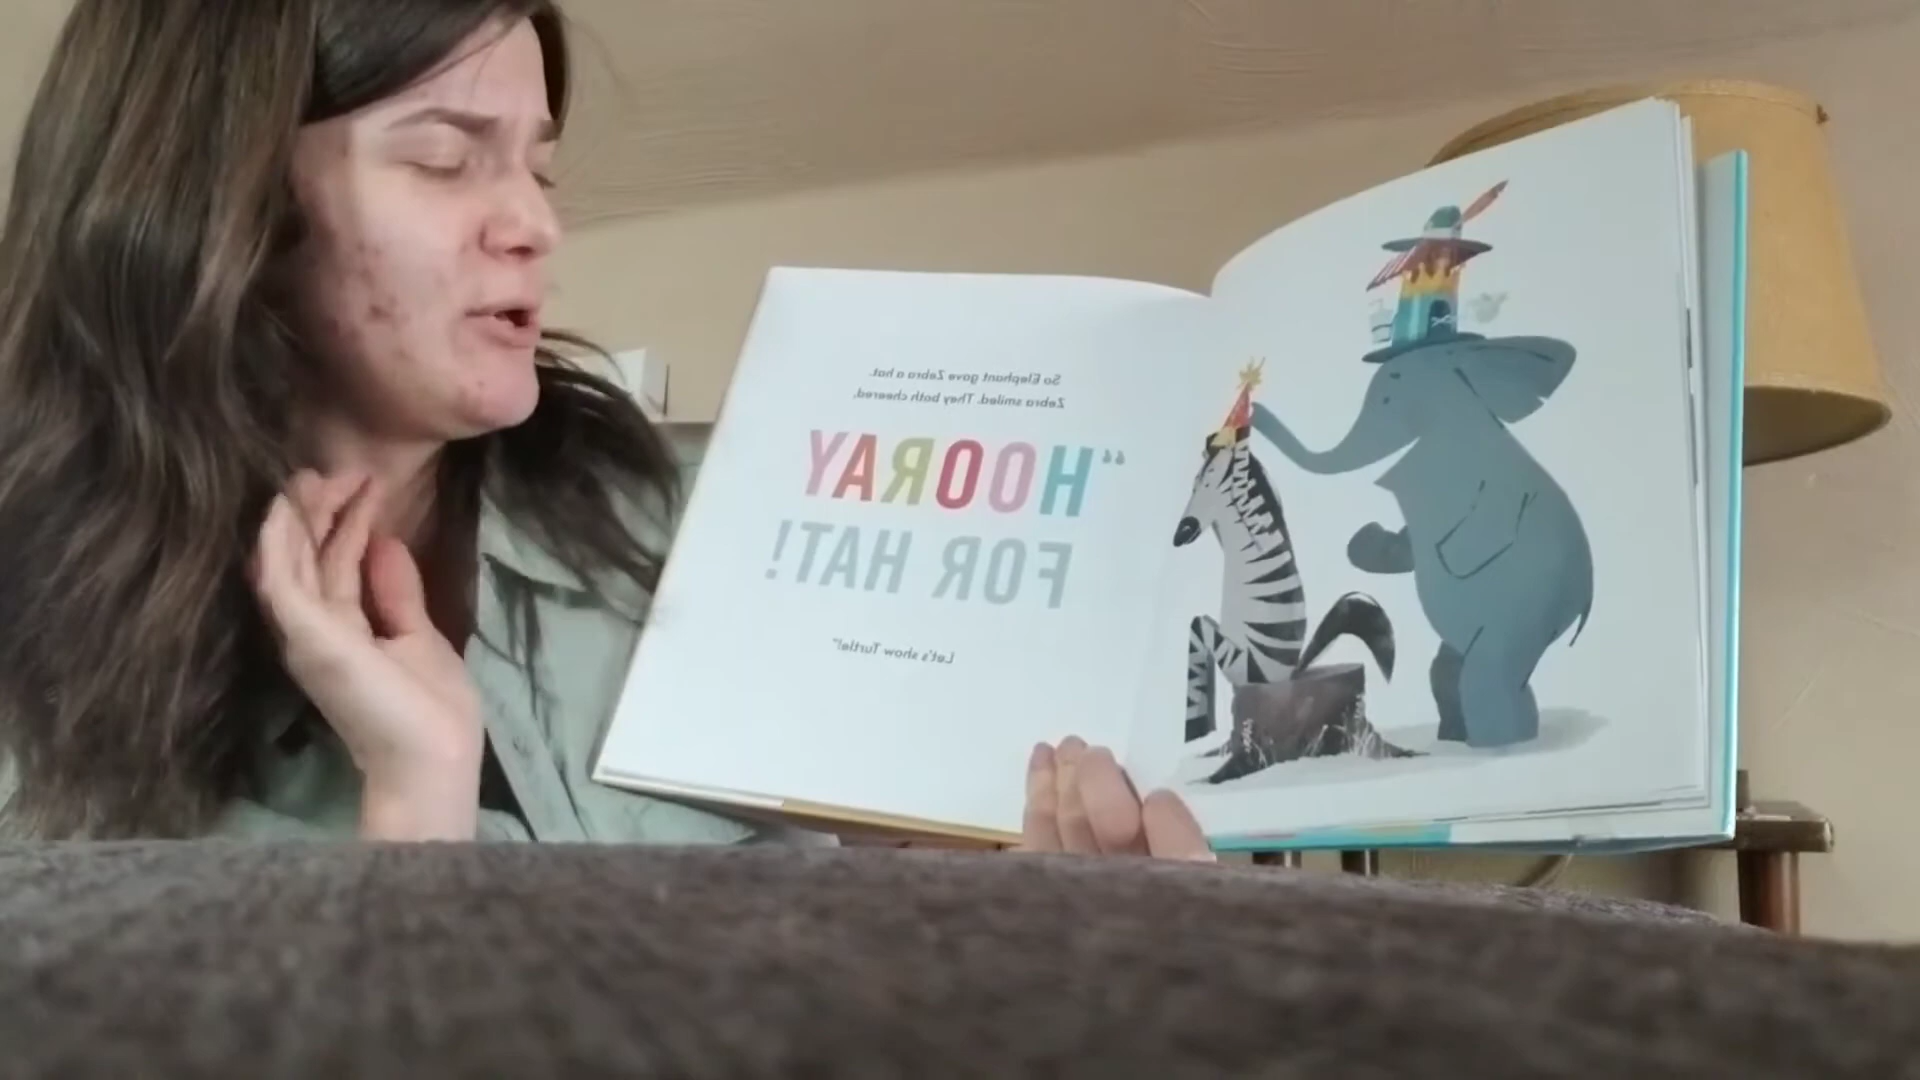 So Elephant gave Zebra a hat.
Zebra smiled. They both cheered,
“HOORAY
FOR HAT!
Let's show Turtle!”